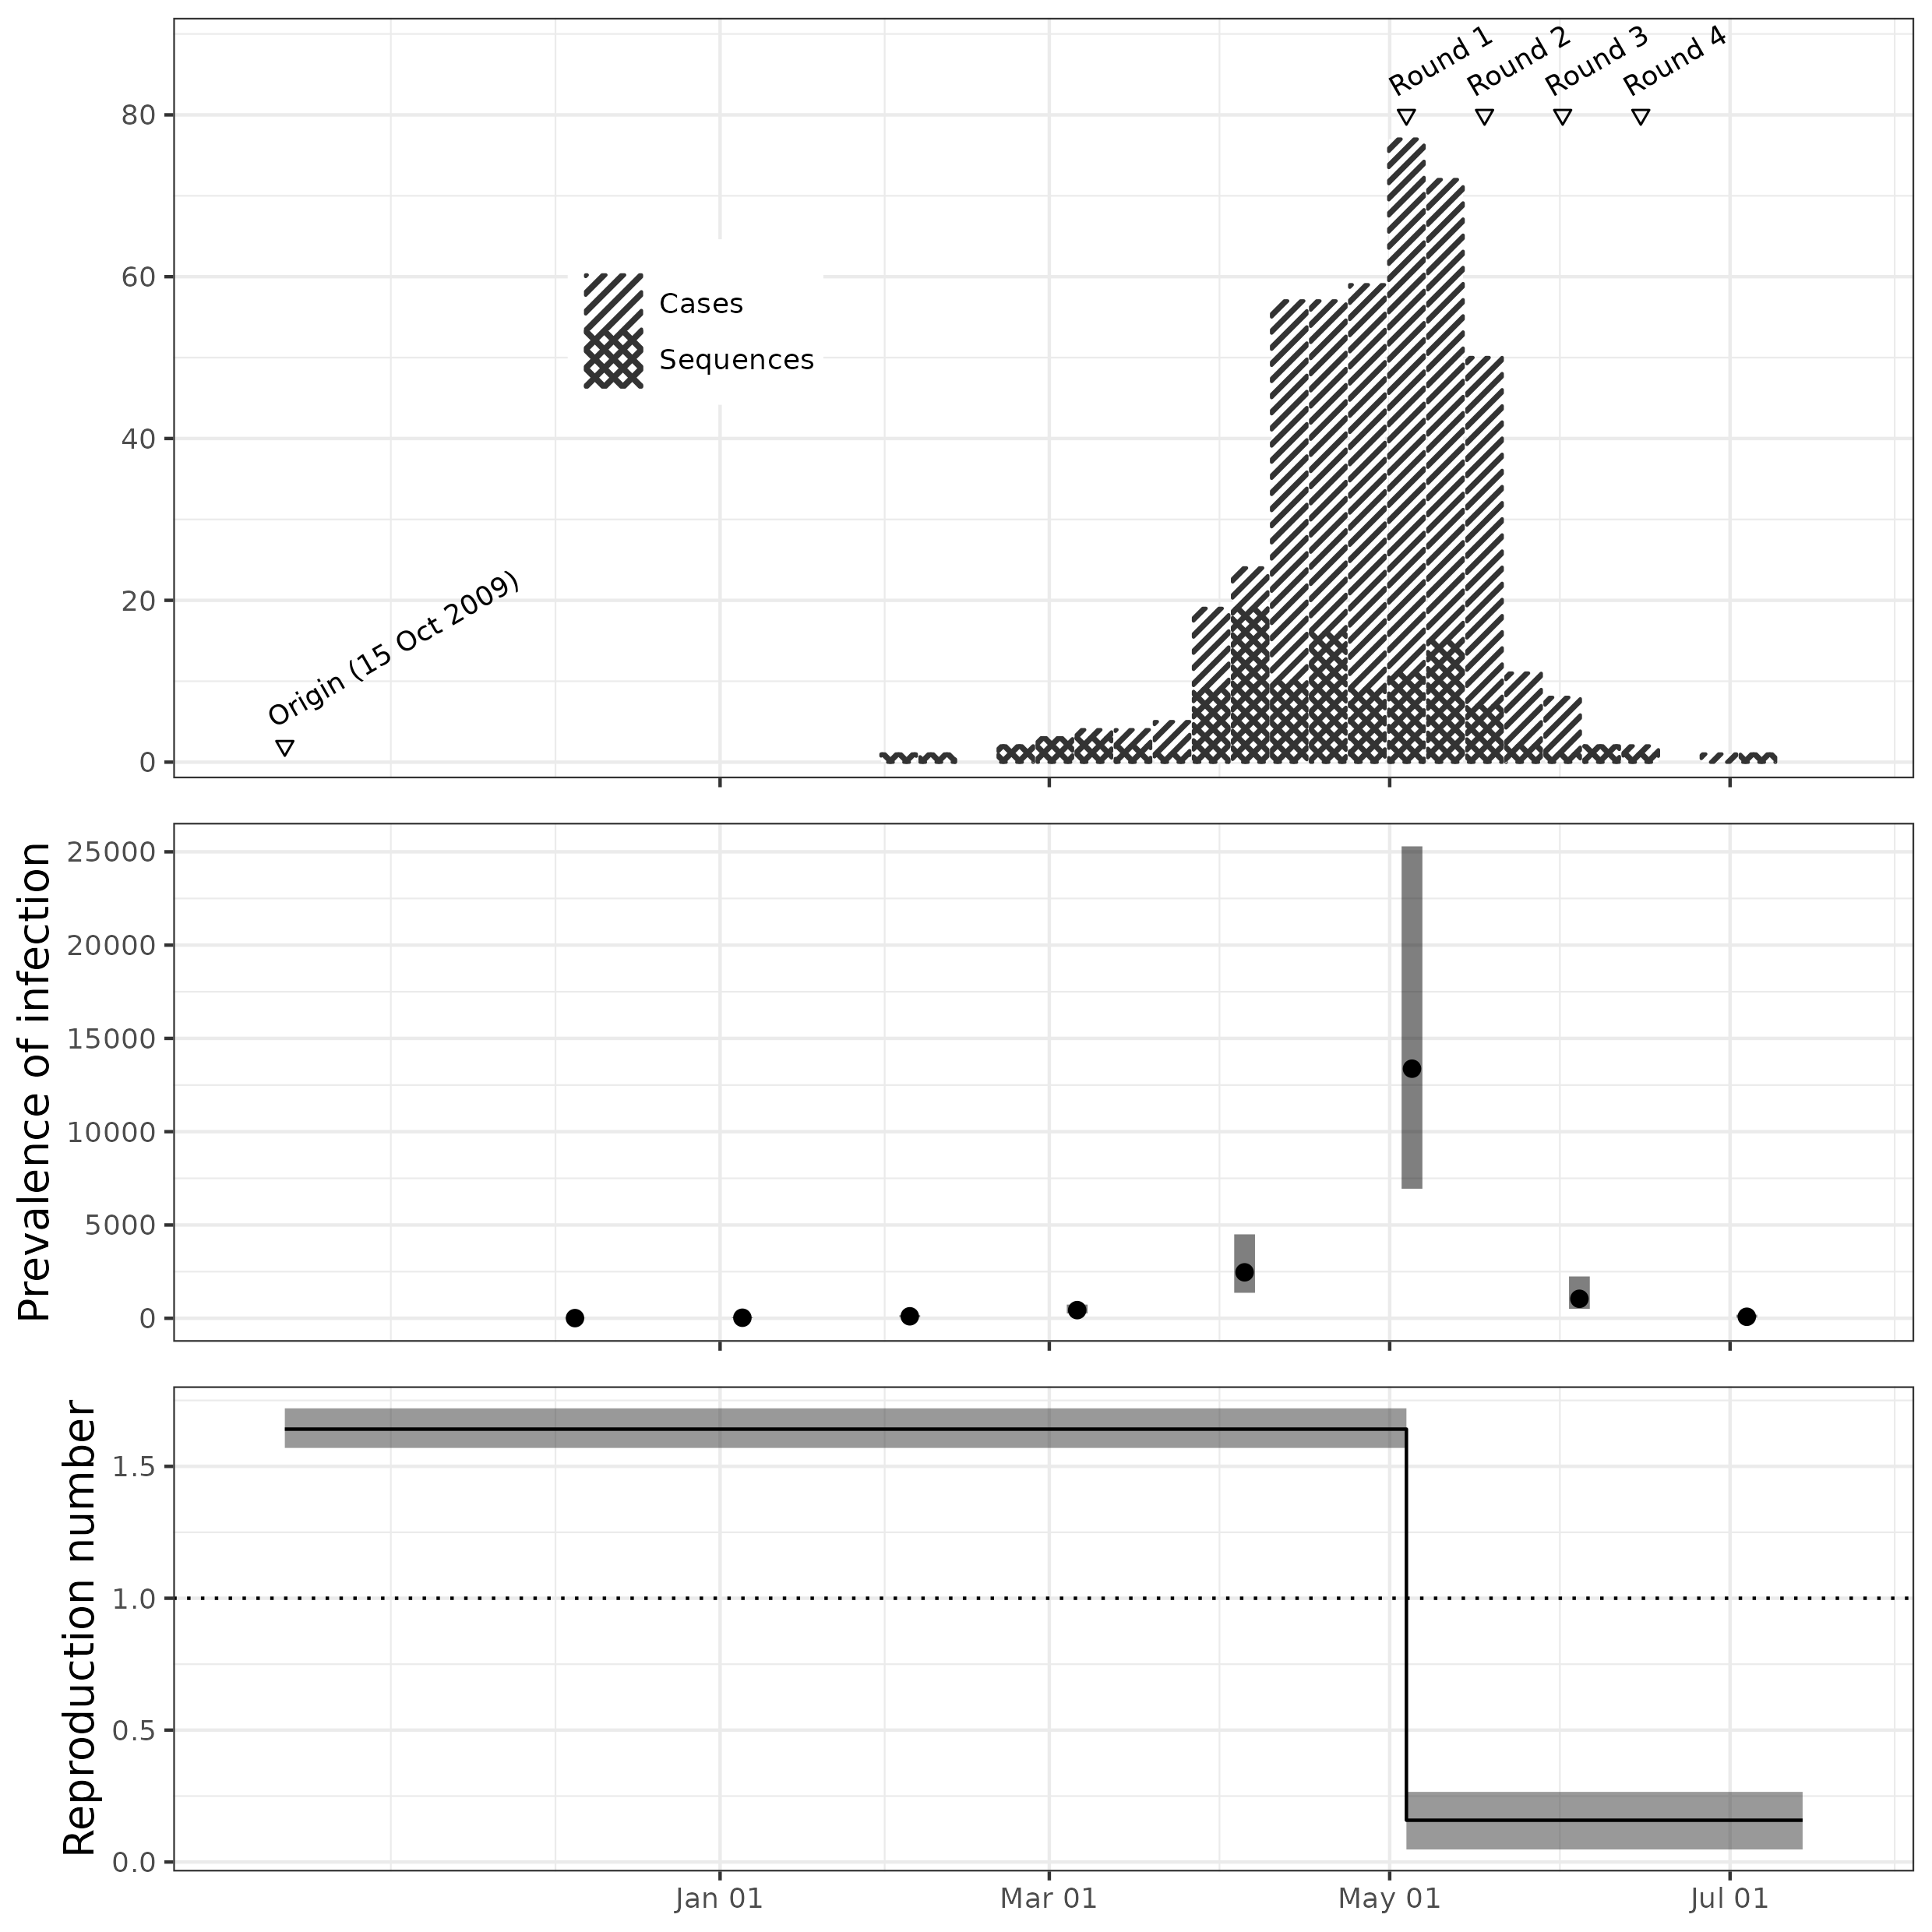 Round 1
Round 2
Round 3
Round 4
80
60
40
20
0
Cases
Sequences
Origin (15 Oct 2009)
Prevalence of infection
25000
20000
15000
10000
5000
0
Reproduction number
1.5
1.0
0.5
0.0
Jan 01
Mar 01
May 01
Jul 01